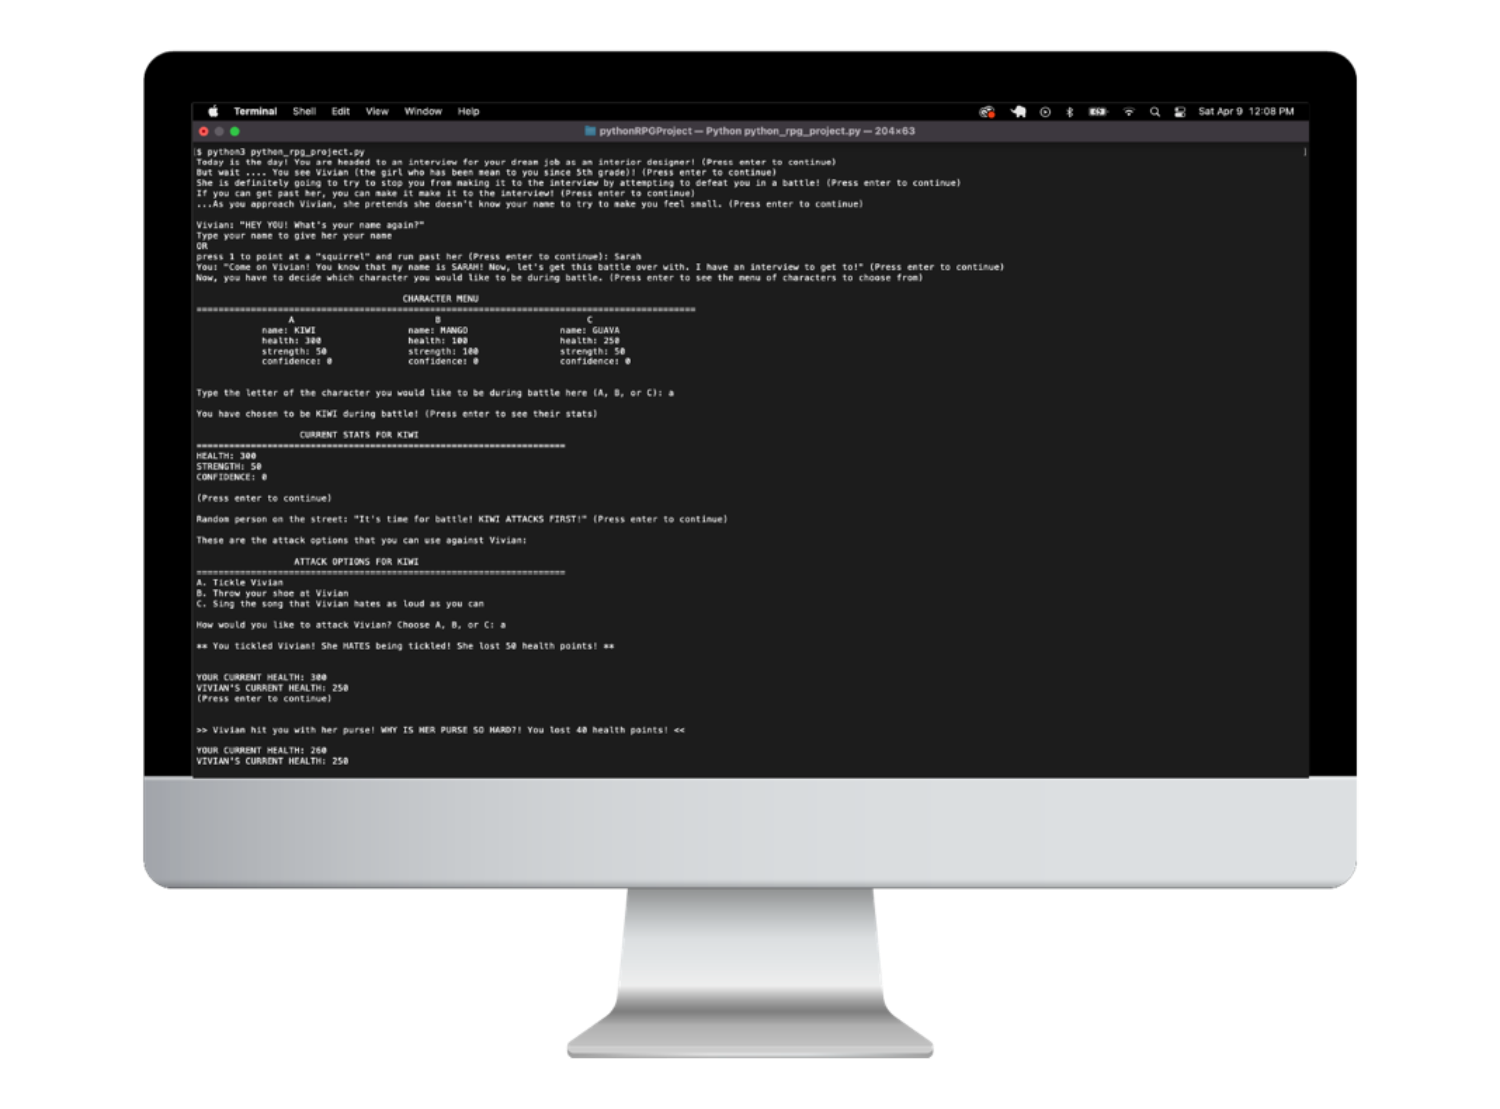 Terminal Shell Edit View Window Help Sat Apr 9 12:08 PM
pythonRPGProject — Python python_rpg_project.py — 204×63
$ python3 python_rpg_project.py
Today is the day! You are headed to an interview for your dream job as an interior designer! (Press enter to continue)
But wait .... You see Vivian (the girl who has been mean to you since 5th grade)! (Press enter to continue)
She is definitely going to try to stop you from making it to the interview by attempting to defeat you in a battle! (Press enter to continue)
If you can get past her, you can make it make it to the interview! (Press enter to continue)
...As you approach Vivian, she pretends she doesn't know your name to try to make you feel small. (Press enter to continue)
Vivian: "HEY YOU! What's your name again?"
Type your name to give her your name
OR
press 1 to point at a "squirrel" and run past her (Press enter to continue): Sarah
You: "Come on Vivian! You know that my name is SARAH! Now, let's get this battle over with. I have an interview to get to!" (Press enter to continue)
Now, you have to decide which character you would like to be during battle. (Press enter to see the menu of characters to choose from)
CHARACTER MENU
A B C
name: KIWI name: MANGO name: GUAVA
health: 300 health: 100 health: 250
strength: 50 strength: 100 strength: 50
confidence: 0 confidence: 0 confidence: 0
Type the letter of the character you would like to be during battle here (A, B, or C): a
You have chosen to be KIWI during battle! (Press enter to see their stats)
CURRENT STATS FOR KIWI
HEALTH: 300
STRENGTH: 50
CONFIDENCE: 0
(Press enter to continue)
Random person on the street: "It's time for battle! KIWI ATTACKS FIRST!" (Press enter to continue)
These are the attack options that you can use against Vivian:
ATTACK OPTIONS FOR KIWI
A. Tickle Vivian
B. Throw your shoe at Vivian
C. Sing the song that Vivian hates as loud as you can
How would you like to attack Vivian? Choose A, B, or C: a
** You tickled Vivian! She HATES being tickled! She lost 50 health points! **
YOUR CURRENT HEALTH: 300
VIVIAN'S CURRENT HEALTH: 250
(Press enter to continue)
>> Vivian hit you with her purse! WHY IS HER PURSE SO HARD?! You lost 40 health points! <<
YOUR CURRENT HEALTH: 260
VIVIAN'S CURRENT HEALTH: 250